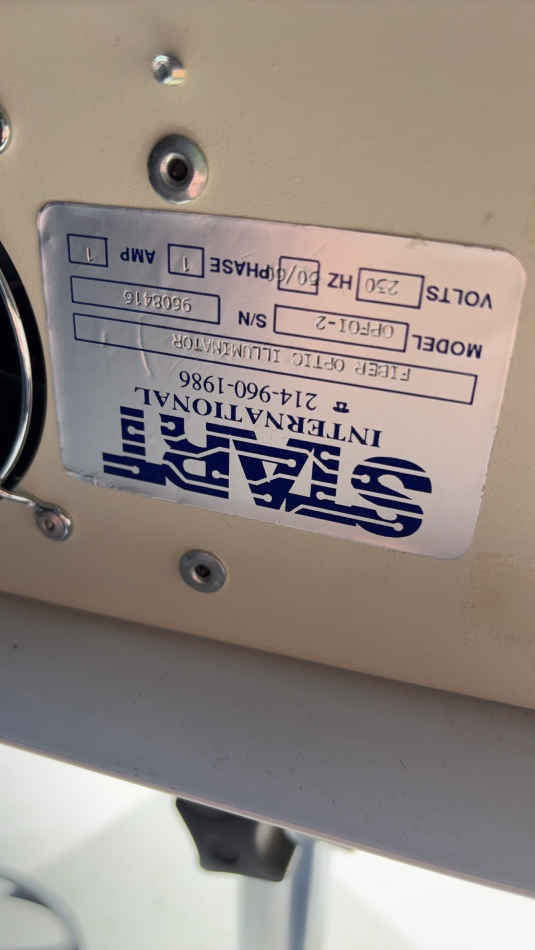 START
INTERNATIONAL
☎ 214-960-1986
FIBER OPTIC ILLUMINATOR
MODEL OPFOI-2 S/N 9508416
VOLTS 230 HZ 50/60 PHASE 1 AMP 1